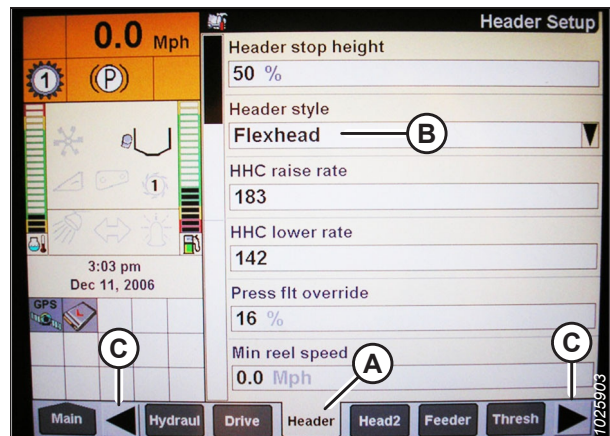 0.0 Mph
Header Setup
1
(P)
Header stop height
50 %
Header style
Flexhead
B
HHC raise rate
183
1
HHC lower rate
142
3:03 pm
Dec 11, 2006
Press flt override
16 %
GPS
Min reel speed
0.0 Mph
A
C
C
Main
Hydraul
Drive
Header
Head2
Feeder
Thresh
1025903